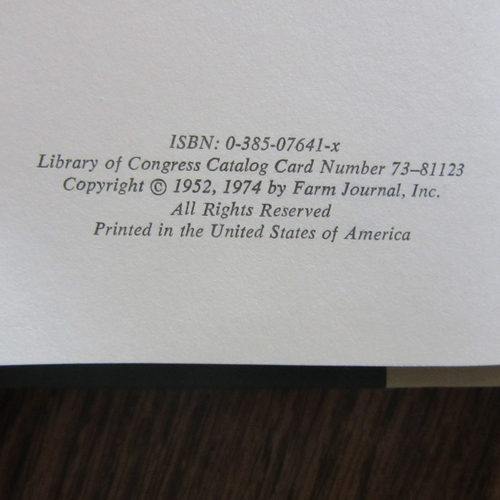 ISBN: 0-385-07641-x
Library of Congress Catalog Card Number 73–81123
Copyright © 1952, 1974 by Farm Journal, Inc.
All Rights Reserved
Printed in the United States of America